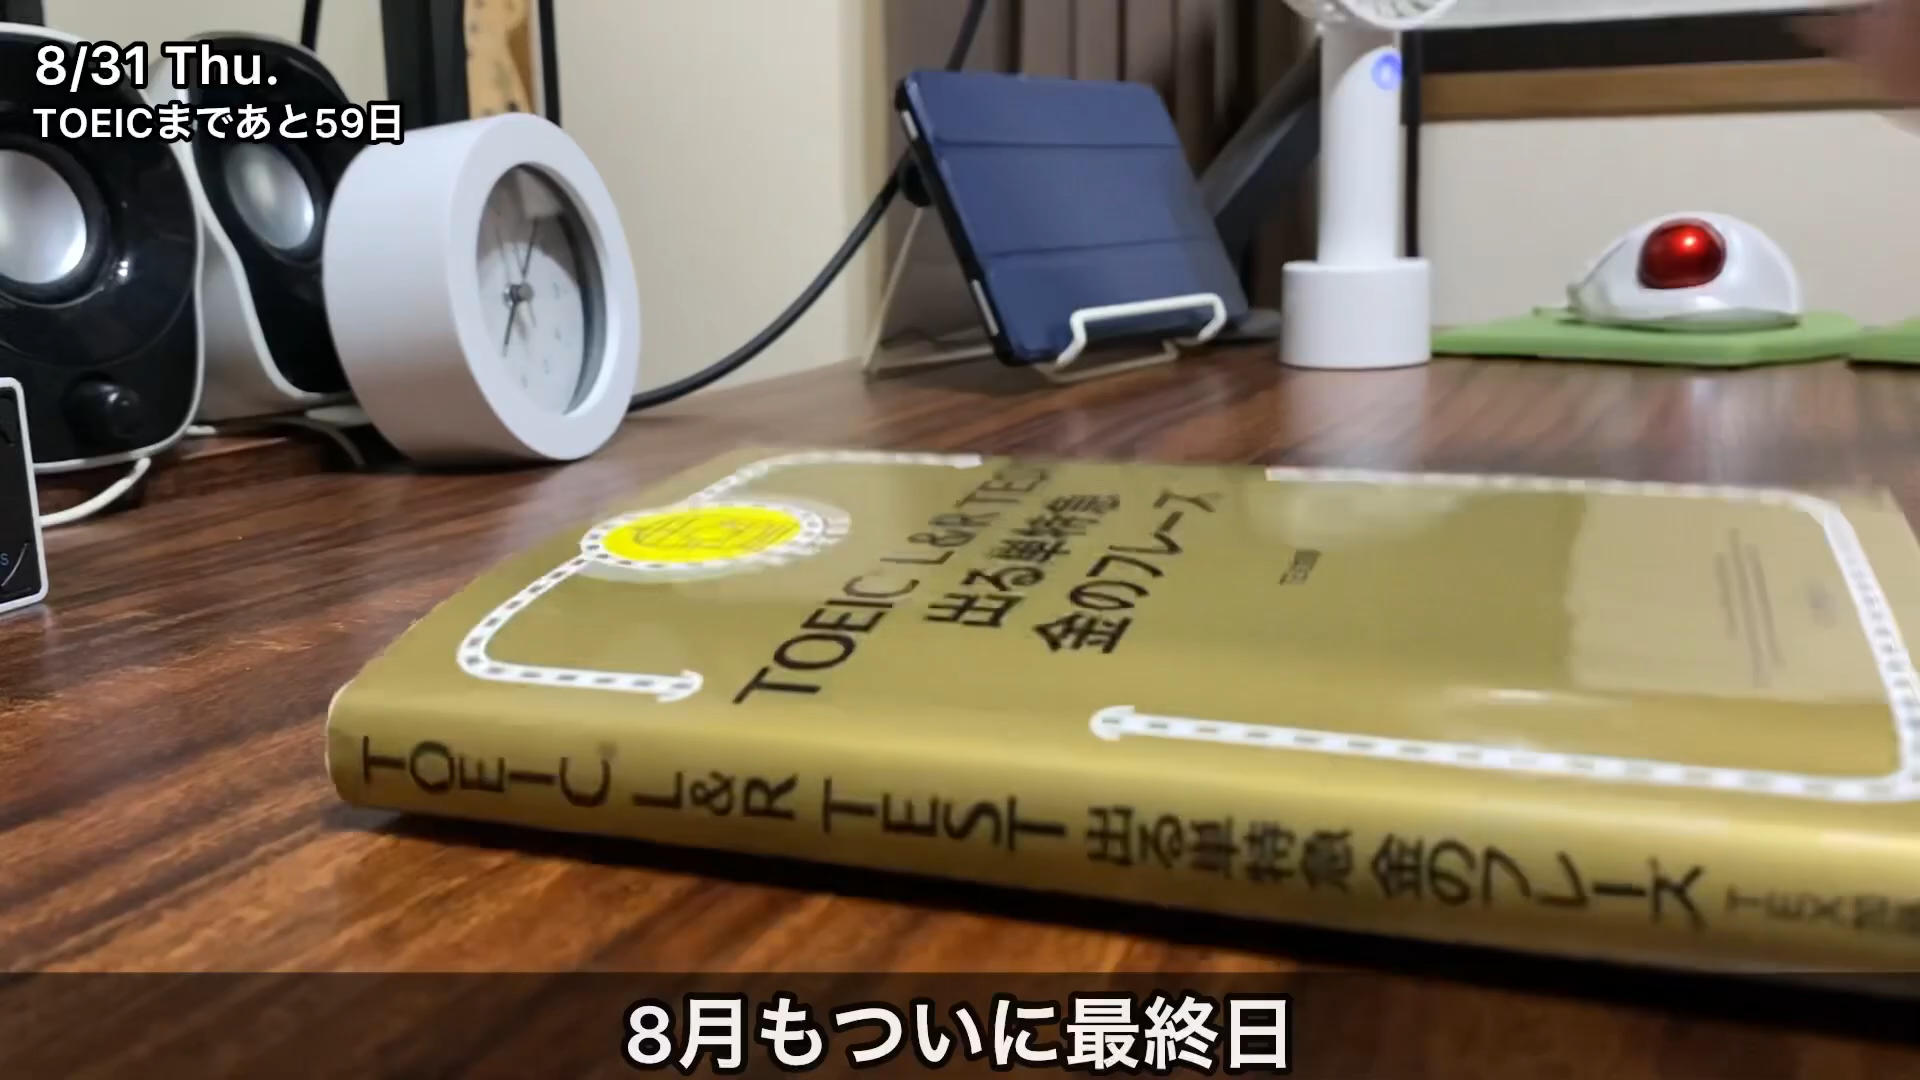 8/31 Thu.
TOEICまであと59日
TOEIC L&R TEST
出る単特急
金のフレーズ
TOEIC L&R TEST 出る単特急 金のフレーズ TEX
8月もついに最終日